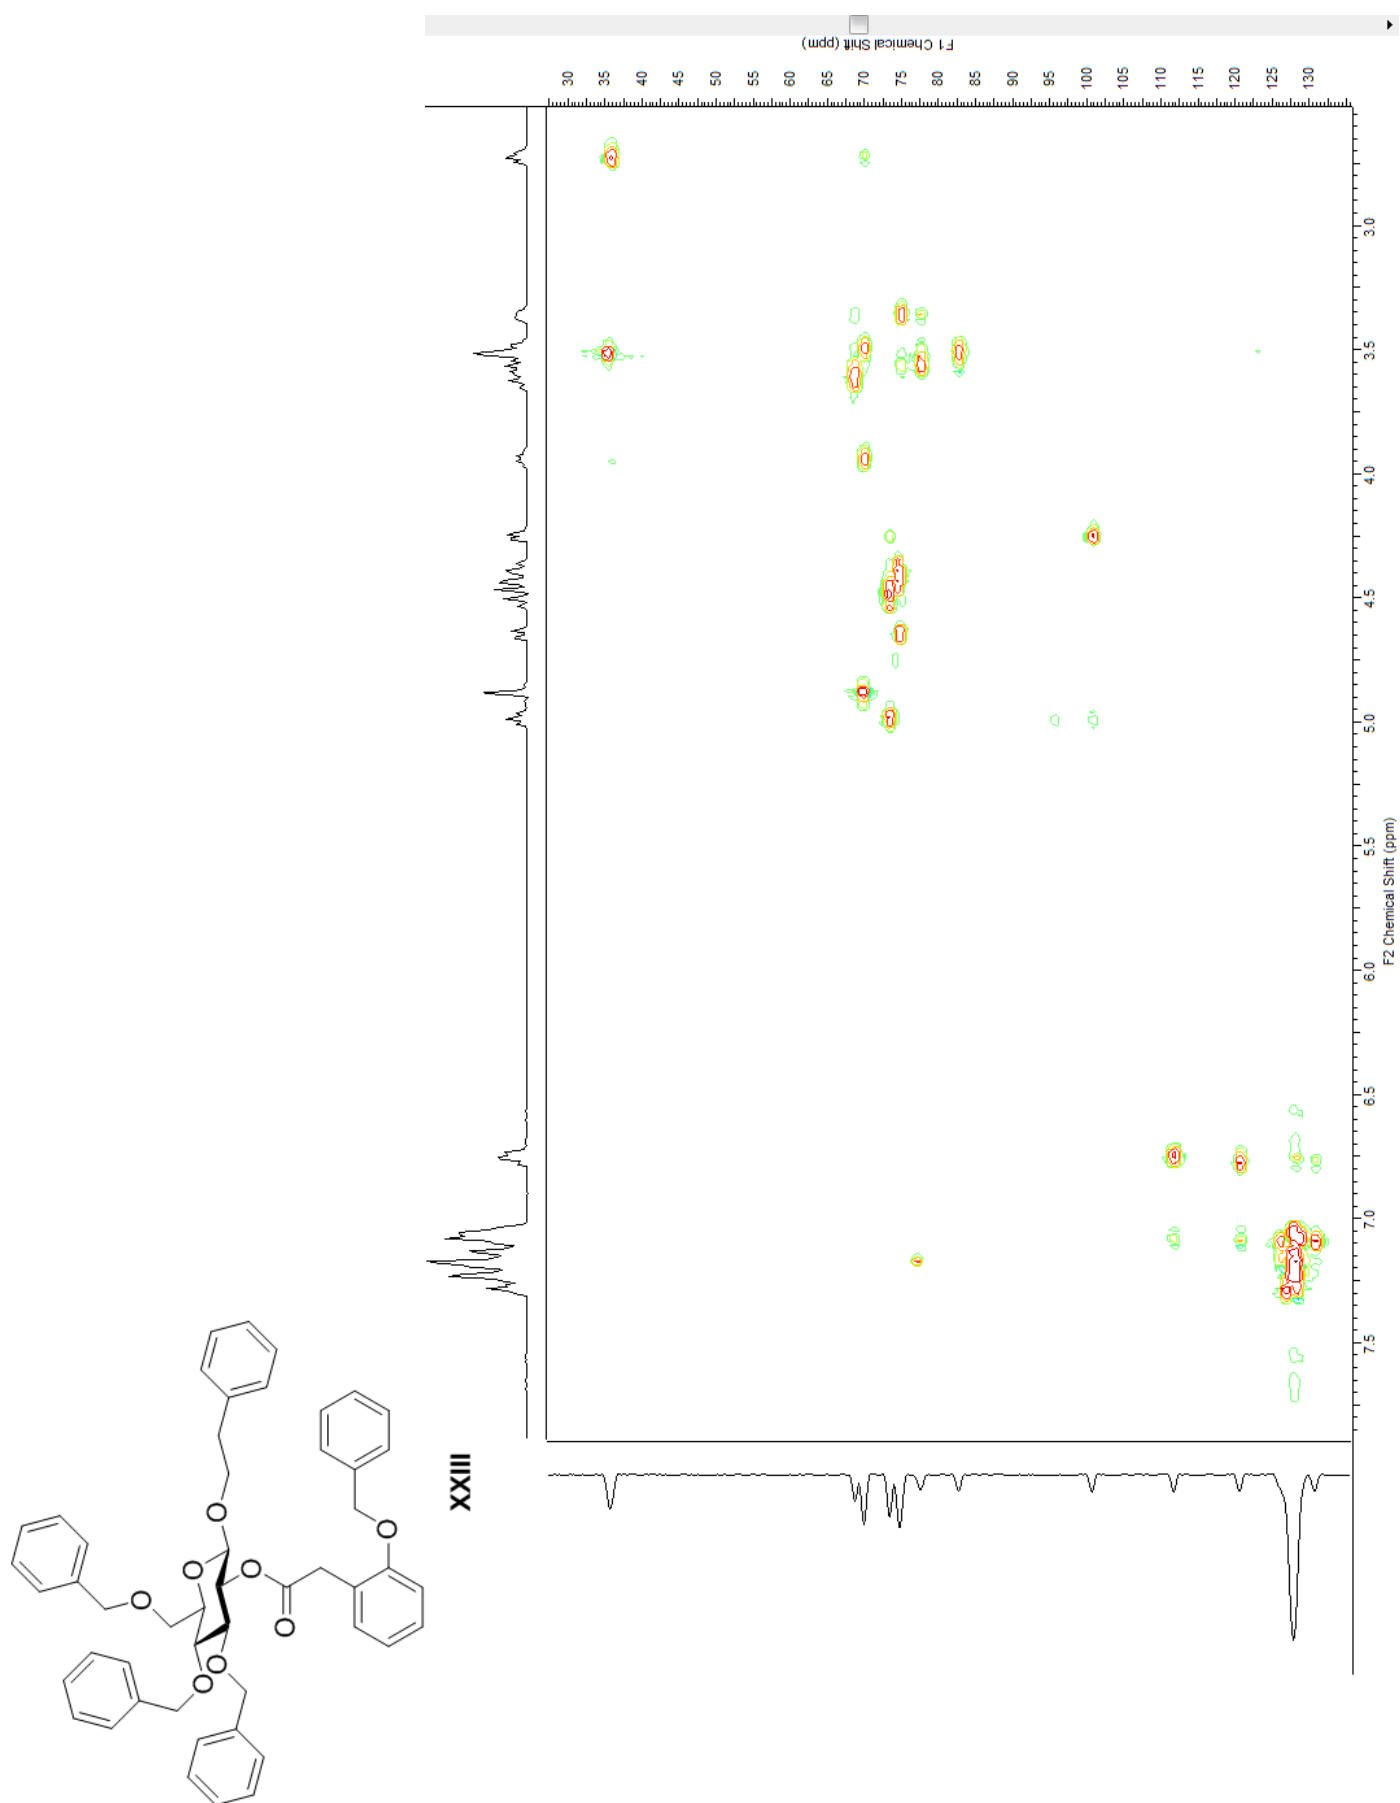 F1 Chemical Shift (ppm)
30 35 40 45 50 55 60 65 70 75 80 85 90 95 100 105 110 115 120 125 130
3.0
3.5
4.0
4.5
5.0
5.5
6.0
6.5
7.0
7.5
F2 Chemical Shift (ppm)
XXIII
O
O
O
O
O
O
O
O